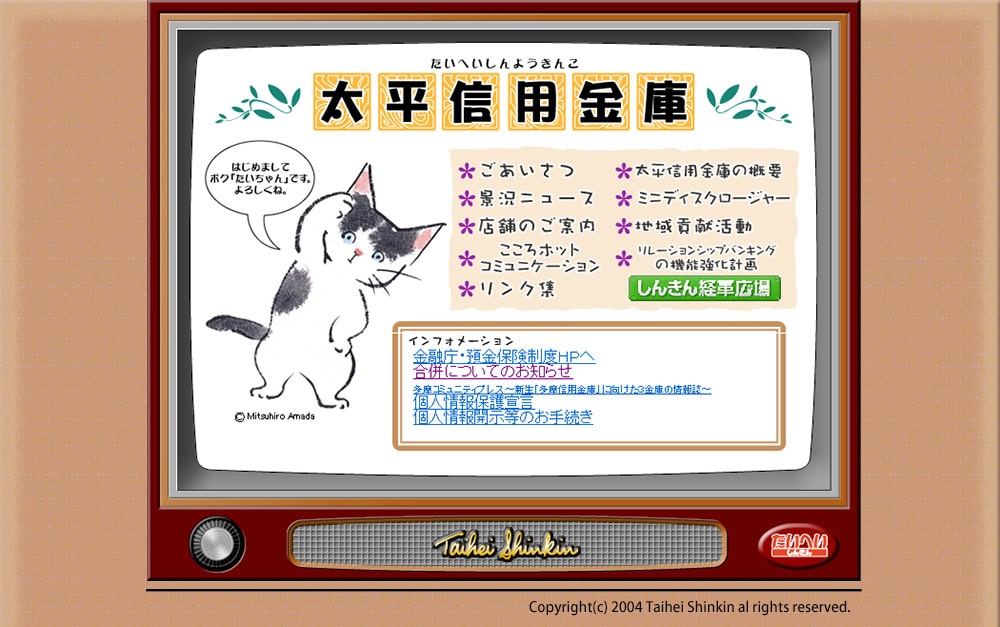 たいへいしんようきんこ
太平信用金庫
はじめまして
ボク「たいちゃん」です。
よろしくね。
ごあいさつ
太平信用金庫の概要
景況ニュース
ミニディスクロージャー
店舗のご案内
地域貢献活動
こころホット
コミュニケーション
リレーションシップバンキング
の機能強化計画
リンク集
しんきん経軍広場
インフォメーション
金融庁・預金保険制度HPへ
合併についてのお知らせ
多摩コミュニティプレス～新生「多摩信用金庫」に向けた3金庫の情報誌～
個人情報保護宣言
個人情報開示等のお手続き
© Mitsuhiro Amada
Taihei Shinkin
たいへい
しんきん
Copyright(c) 2004 Taihei Shinkin al rights reserved.